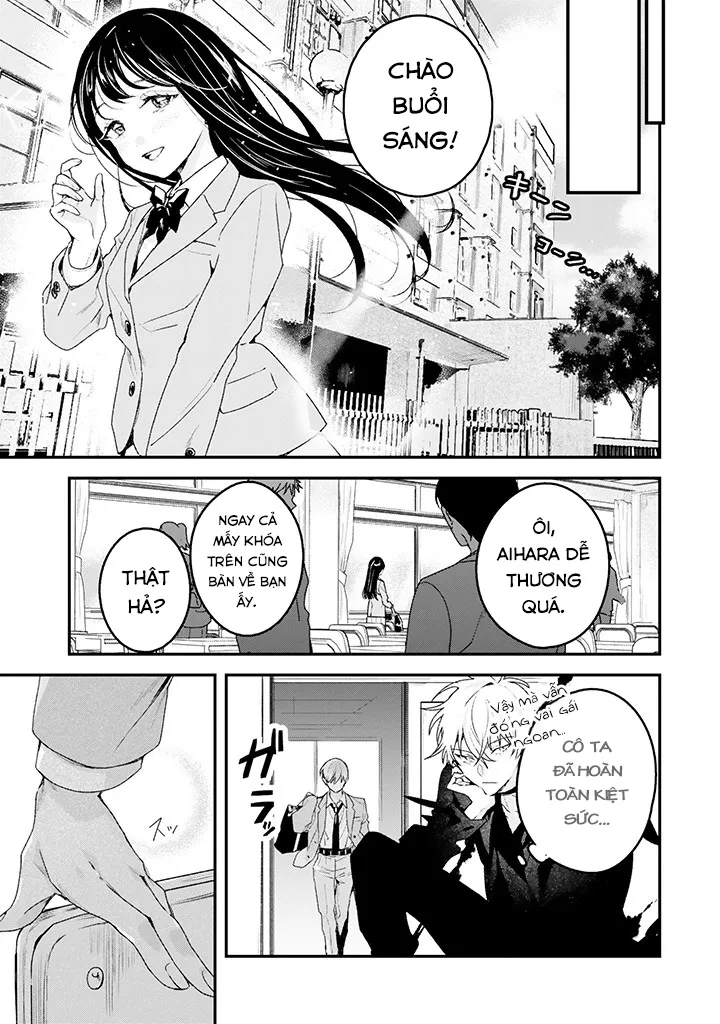 CHÀO
BUỔI
SÁNG!
キーン
コーン...
ÔI,
AIHARA DỄ
THƯƠNG
QUÁ.
NGAY CẢ
MẤY KHÓA
TRÊN CŨNG
BÀN VỀ BẠN
ẤY.
THẬT
HẢ?
Vậy mà vẫn
đóng vai gái
ngoan...
CÔ TA
ĐÃ HOÀN
TOÀN KIỆT
SỨC...
ガラッ
スッ